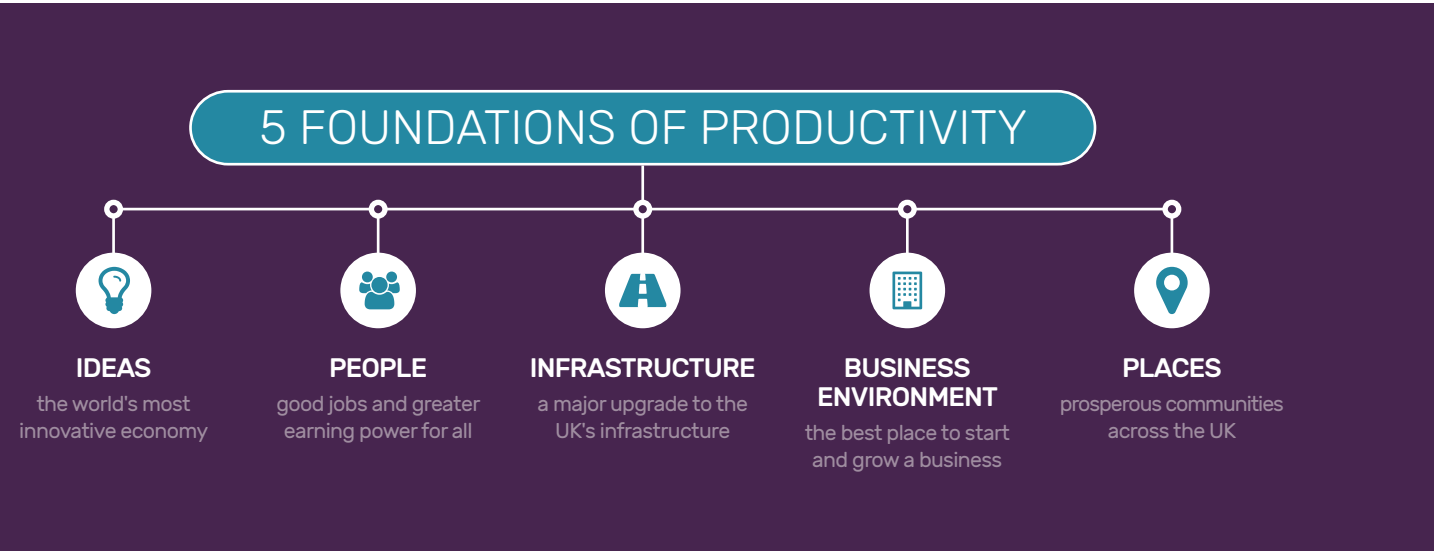 5 FOUNDATIONS OF PRODUCTIVITY
IDEAS
the world's most
innovative economy
PEOPLE
good jobs and greater
earning power for all
INFRASTRUCTURE
a major upgrade to the
UK's infrastructure
BUSINESS
ENVIRONMENT
the best place to start
and grow a business
PLACES
prosperous communities
across the UK